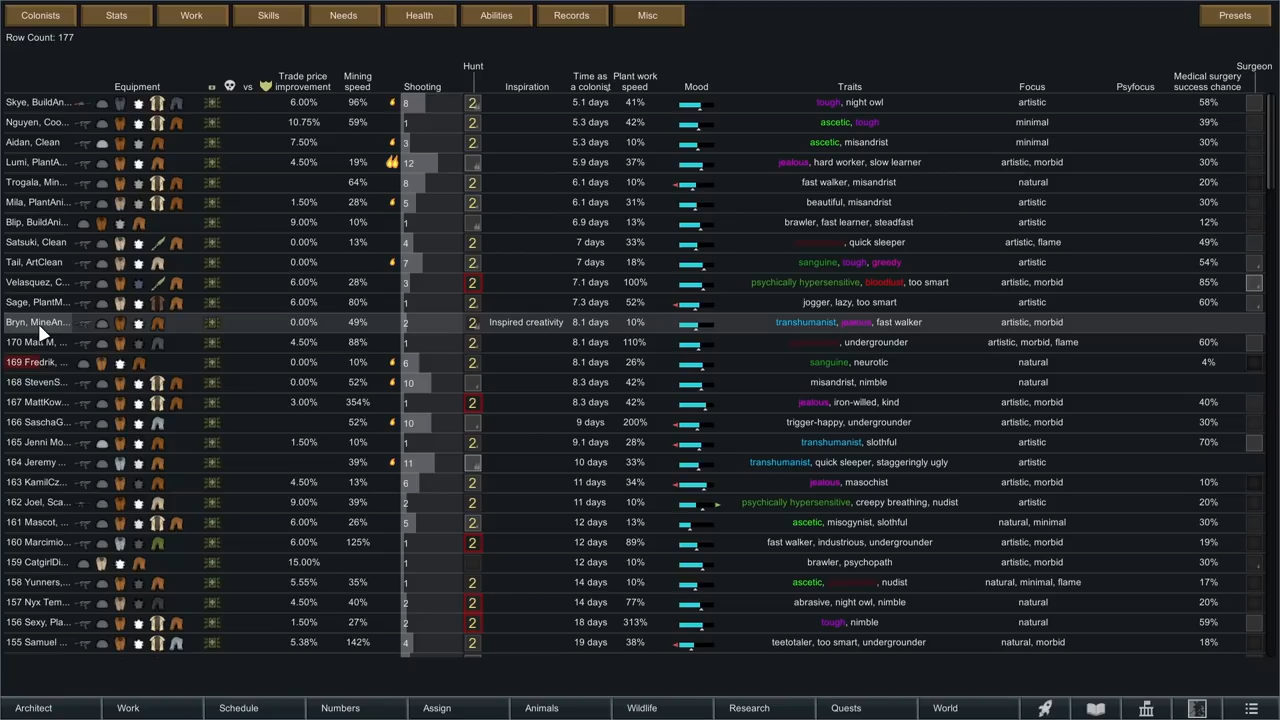 Colonists Stats Work Skills Needs Health Abilities Records Misc Presets
Row Count: 177
Hunt Surgeon
Equipment vs Trade price improvement Mining speed Shooting Inspiration Time as a colonist Plant work speed Mood Traits Focus Psyfocus Medical surgery success chance
Skye, BuildAn... 6.00% 96% 8 2 5.1 days 41% tough, night owl artistic 58%
Nguyen, Coo... 10.75% 59% 1 2 5.3 days 42% ascetic, tough minimal 39%
Aidan, Clean 7.50% 3 2 5.3 days 10% ascetic, misandrist minimal 30%
Lumi, PlantA... 4.50% 19% 12 5.9 days 37% jealous, hard worker, slow learner artistic, morbid 30%
Trogala, Min... 64% 8 2 6.1 days 10% fast walker, misandrist natural 20%
Mila, PlantAni... 1.50% 28% 5 2 6.1 days 31% beautiful, misandrist artistic 30%
Blip, BuildAni... 9.00% 10% 1 6.9 days 13% brawler, fast learner, steadfast artistic 12%
Satsuki, Clean 0.00% 13% 4 2 7 days 33% , quick sleeper artistic, flame 49%
Tail, ArtClean 0.00% 7 2 7 days 18% sanguine, tough, greedy artistic 54%
Velasquez, C... 6.00% 28% 3 2 7.1 days 100% psychically hypersensitive, bloodlust, too smart artistic, morbid 85%
Sage, PlantM... 6.00% 80% 1 2 7.3 days 52% jogger, lazy, too smart artistic 60%
Bryn, MineAn... 0.00% 49% 2 2 Inspired creativity 8.1 days 10% transhumanist, jealous, fast walker artistic, morbid
170 Matt M, ... 4.50% 88% 1 2 8.1 days 110% , undergrounder artistic, morbid, flame 60%
169 Fredrik, ... 0.00% 10% 6 2 8.1 days 26% sanguine, neurotic natural 4%
168 StevenS... 0.00% 52% 10 8.3 days 42% misandrist, nimble natural
167 MattKow... 3.00% 354% 1 2 8.3 days 42% jealous, iron-willed, kind artistic, morbid 40%
166 SaschaG... 52% 10 9 days 200% trigger-happy, undergrounder artistic, morbid 30%
165 Jenni Mo... 1.50% 10% 1 2 9.1 days 28% transhumanist, slothful artistic 70%
164 Jeremy ... 39% 11 10 days 33% transhumanist, quick sleeper, staggeringly ugly artistic 30%
163 KamilCz... 4.50% 13% 6 2 11 days 34% jealous, masochist artistic, morbid 10%
162 Joel, Sca... 9.00% 39% 2 2 11 days 10% psychically hypersensitive, creepy breathing, nudist artistic 20%
161 Mascot, ... 6.00% 26% 5 2 12 days 13% ascetic, misogynist, slothful natural, minimal 30%
160 Marcimio... 6.00% 125% 1 2 12 days 89% fast walker, industrious, undergrounder artistic, morbid 19%
159 CatgirlDi... 15.00% 1 12 days 10% brawler, psychopath artistic, morbid 30%
158 Yunners,... 5.55% 35% 1 2 14 days 10% ascetic, , nudist natural, minimal, flame 17%
157 Nyx Tem... 4.50% 40% 2 2 14 days 77% abrasive, night owl, nimble natural 20%
156 Sexy, Pla... 1.50% 27% 2 2 18 days 313% tough, nimble natural 59%
155 Samuel ... 5.38% 142% 4 2 19 days 38% teetotaler, too smart, undergrounder natural, morbid 18%
Architect Work Schedule Numbers Assign Animals Wildlife Research Quests World